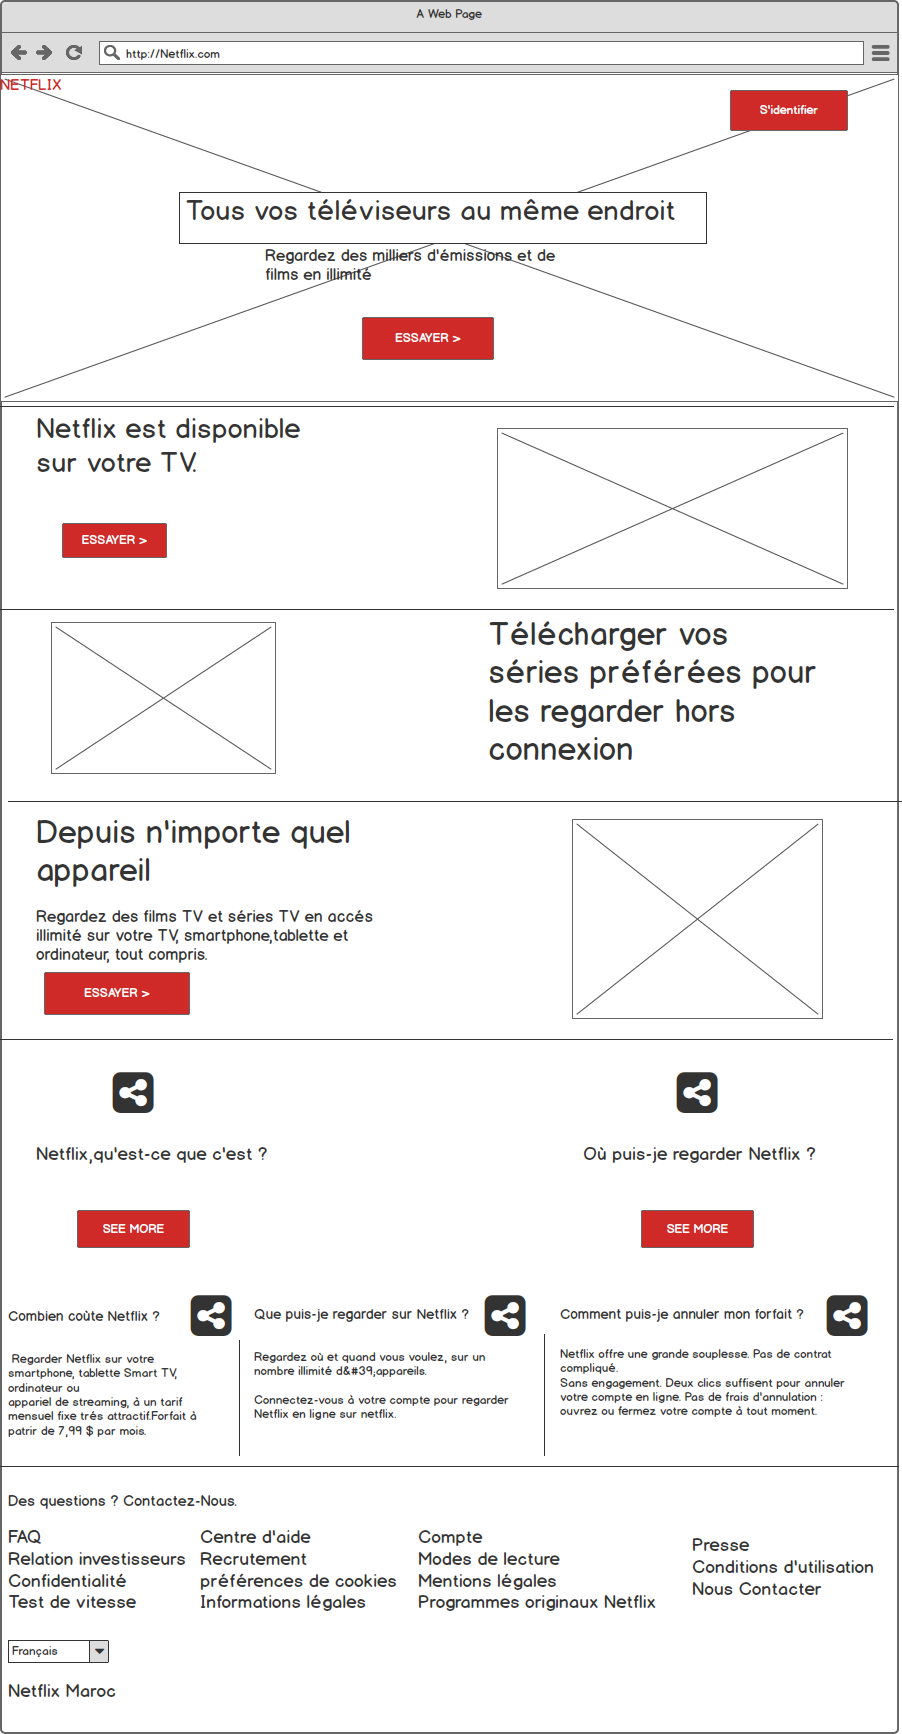 A Web Page
http://Netflix.com
NETFLIX
S'identifier
Tous vos téléviseurs au même endroit
Regardez des milliers d'émissions et de
films en illimité
ESSAYER >
Netflix est disponible
sur votre TV.
ESSAYER >
Télécharger vos
séries préférées pour
les regarder hors
connexion
Depuis n'importe quel
appareil
Regardez des films TV et séries TV en accés
illimité sur votre TV, smartphone,tablette et
ordinateur, tout compris.
ESSAYER >
Netflix,qu'est-ce que c'est ?
SEE MORE
Où puis-je regarder Netflix ?
SEE MORE
Combien coûte Netflix ?
Regarder Netflix sur votre
smartphone, tablette Smart TV,
ordinateur ou
appariel de streaming, à un tarif
mensuel fixe trés attractif.Forfait à
patrir de 7,99 $ par mois.
Que puis-je regarder sur Netflix ?
Regardez où et quand vous voulez, sur un
nombre illimité d&#39;appareils.
Connectez-vous à votre compte pour regarder
Netflix en ligne sur netflix.
Comment puis-je annuler mon forfait ?
Netflix offre une grande souplesse. Pas de contrat
compliqué.
Sans engagement. Deux clics suffisent pour annuler
votre compte en ligne. Pas de frais d'annulation :
ouvrez ou fermez votre compte à tout moment.
Des questions ? Contactez-Nous.
FAQ
Relation investisseurs
Confidentialité
Test de vitesse
Centre d'aide
Recrutement
préférences de cookies
Informations légales
Compte
Modes de lecture
Mentions légales
Programmes originaux Netflix
Presse
Conditions d'utilisation
Nous Contacter
Français
Netflix Maroc